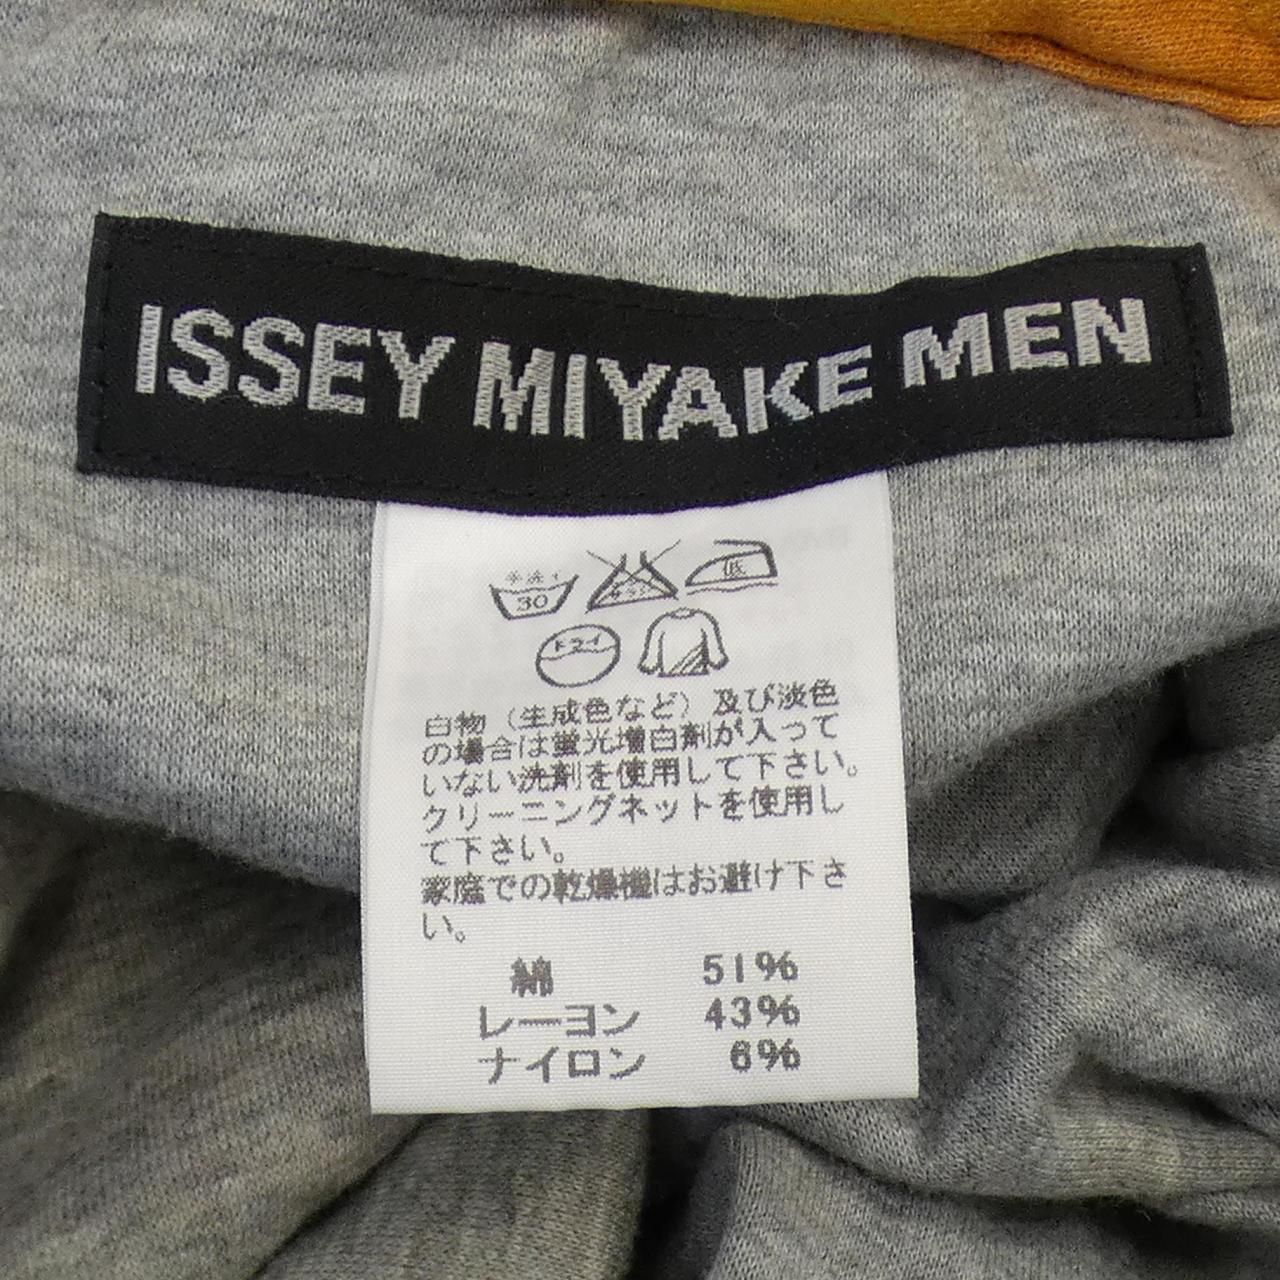 ISSEY MIYAKE MEN
手洗イ
30
低
ドライ
白物（生成色など）及び淡色
の場合は蛍光増白剤が入って
いない洗剤を使用して下さい。
クリーニングネットを使用し
て下さい。
家庭での乾燥機はお避け下さ
い。
綿 51%
レーヨン 43%
ナイロン 6%